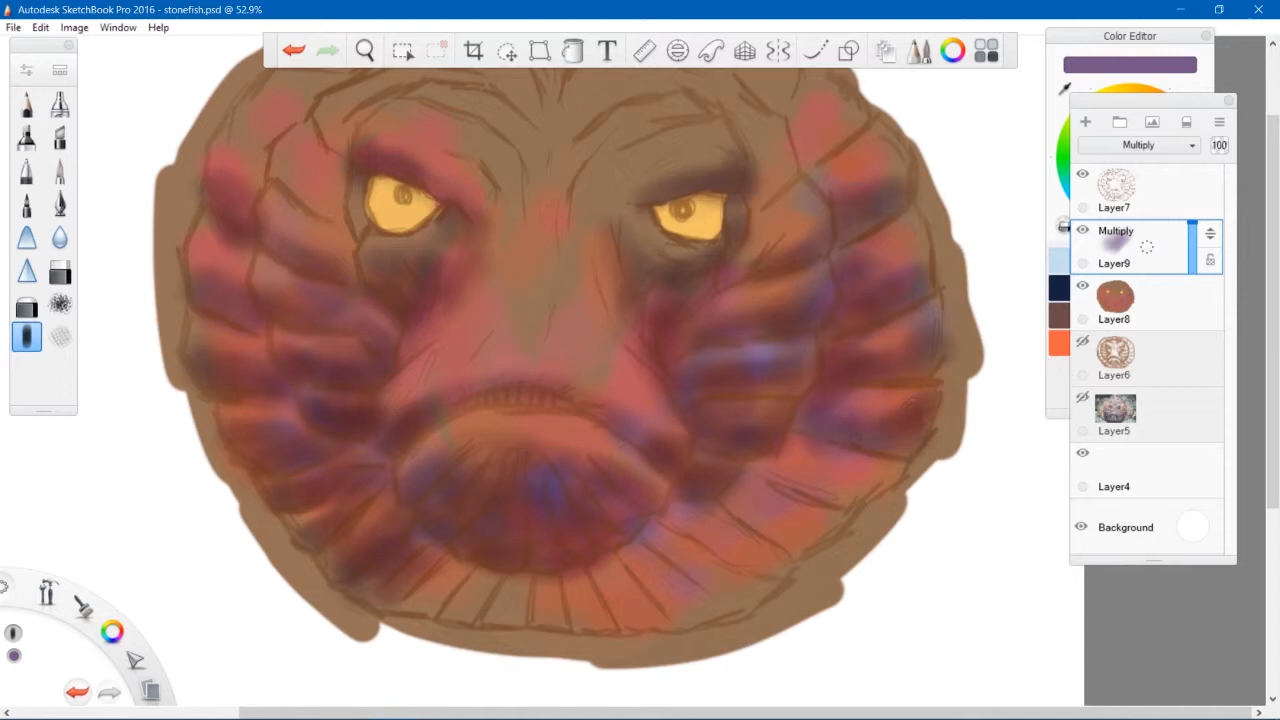 Autodesk SketchBook Pro 2016 - stonefish.psd @ 52.9%
File Edit Image Window Help
T
Color Editor
Multiply 100
Layer7
Multiply
Layer9
Layer8
Layer6
Layer5
Layer4
Background